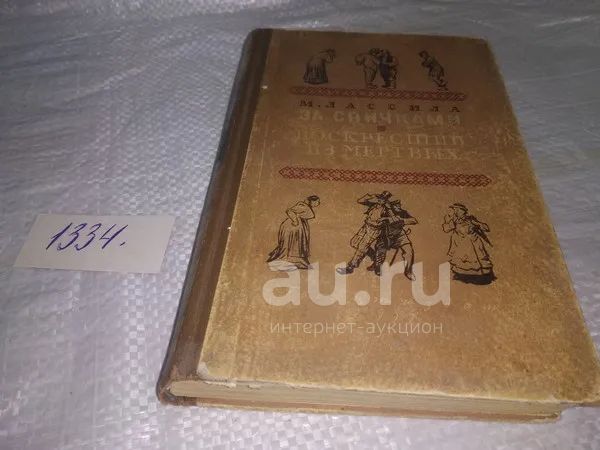 М. ЛАССИЛА
ЗА СПИЧКАМИ
ВОСКРЕСШИЙ
ИЗ МЕРТВЫХ
1334.
au.ru
интернет-аукцион